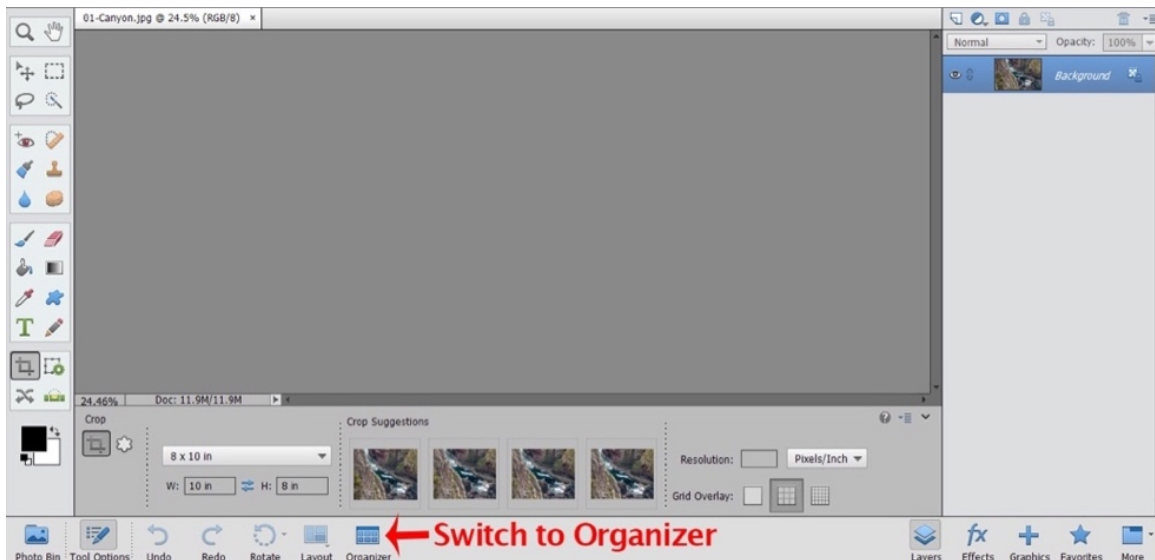 01-Canyon.jpg @ 24.5% (RGB/8) ×
Normal Opacity: 100%
Background
T
24.46% Doc: 11.9M/11.9M
Crop
Crop Suggestions
8 x 10 in
Resolution: Pixels/Inch
W: 10 in H: 8 in
Grid Overlay:
Switch to Organizer
fx
Photo Bin Tool Options Undo Redo Rotate Layout Organizer Layers Effects Graphics Favorites More